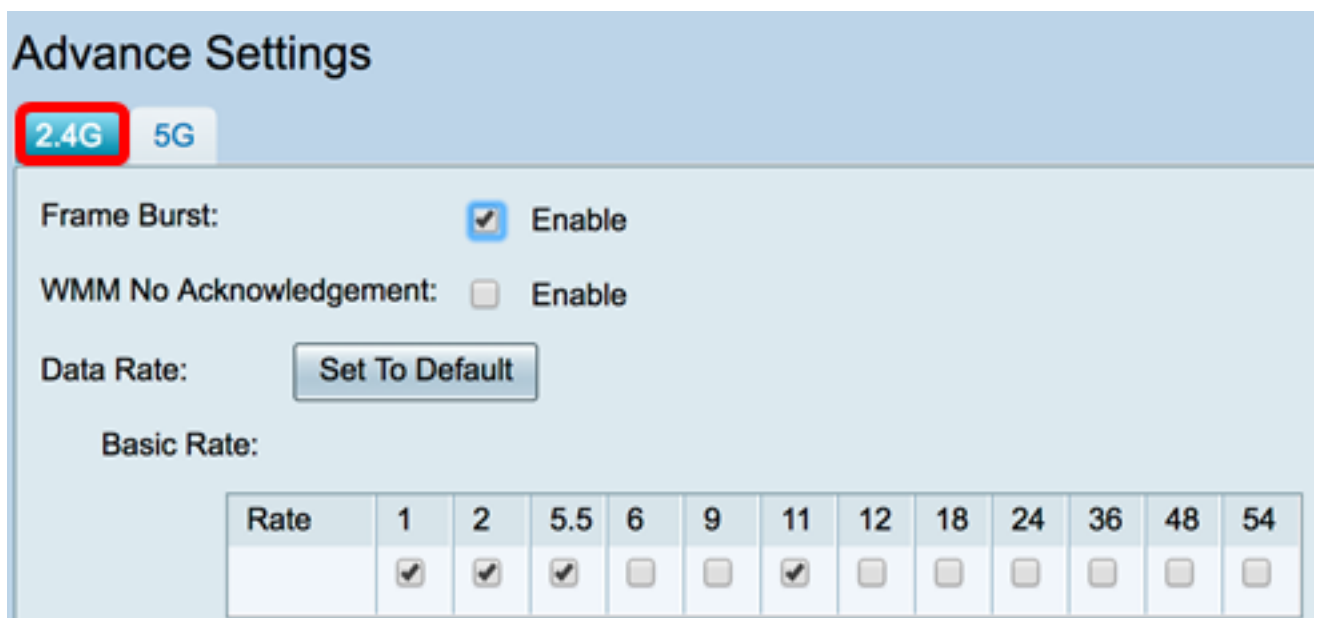 Advance Settings
2.4G 5G
Frame Burst: Enable
WMM No Acknowledgement: Enable
Data Rate: Set To Default
Basic Rate:
Rate 1 2 5.5 6 9 11 12 18 24 36 48 54